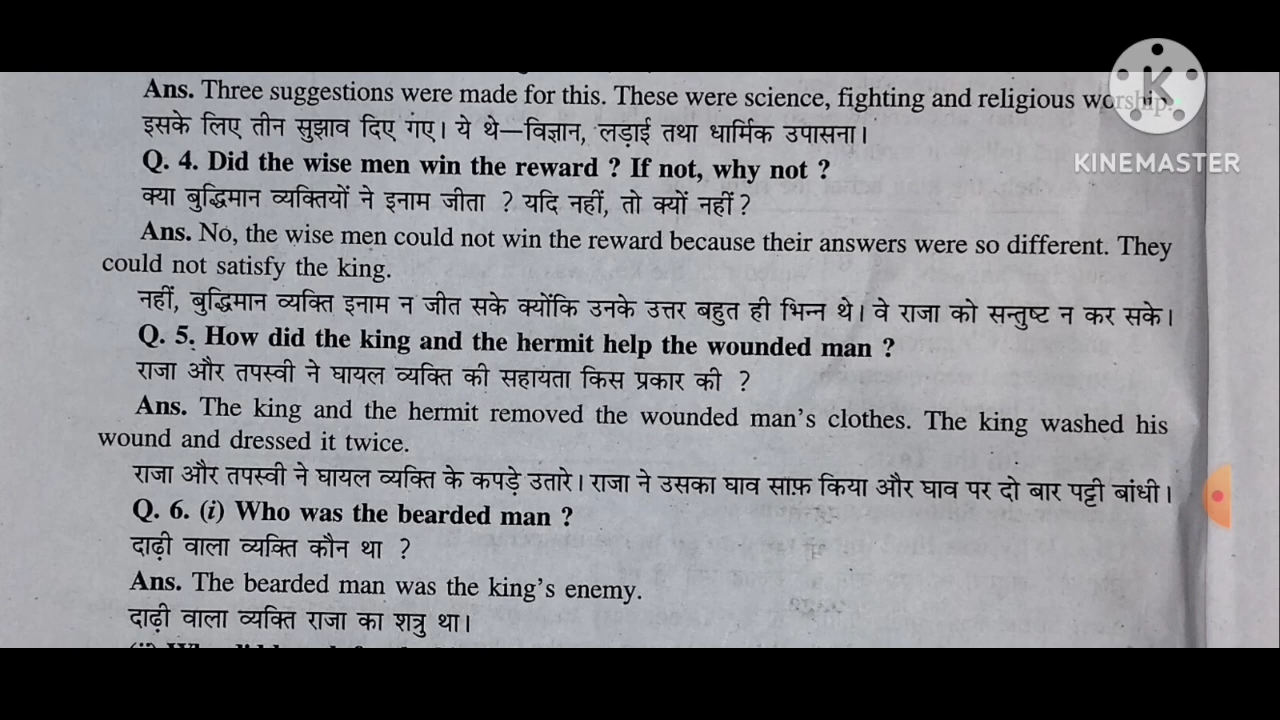 Ans. Three suggestions were made for this. These were science, fighting and religious worship.
इसके लिए तीन सुझाव दिए गए। ये थे—विज्ञान, लड़ाई तथा धार्मिक उपासना।
KINEMASTER
Q. 4. Did the wise men win the reward ? If not, why not ?
क्या बुद्धिमान व्यक्तियों ने इनाम जीता ? यदि नहीं, तो क्यों नहीं ?
Ans. No, the wise men could not win the reward because their answers were so different. They
could not satisfy the king.
नहीं, बुद्धिमान व्यक्ति इनाम न जीत सके क्योंकि उनके उत्तर बहुत ही भिन्न थे। वे राजा को सन्तुष्ट न कर सके।
Q. 5. How did the king and the hermit help the wounded man ?
राजा और तपस्वी ने घायल व्यक्ति की सहायता किस प्रकार की ?
Ans. The king and the hermit removed the wounded man's clothes. The king washed his
wound and dressed it twice.
राजा और तपस्वी ने घायल व्यक्ति के कपड़े उतारे। राजा ने उसका घाव साफ़ किया और घाव पर दो बार पट्टी बांधी।
Q. 6. (i) Who was the bearded man ?
दाढ़ी वाला व्यक्ति कौन था ?
Ans. The bearded man was the king's enemy.
दाढ़ी वाला व्यक्ति राजा का शत्रु था।